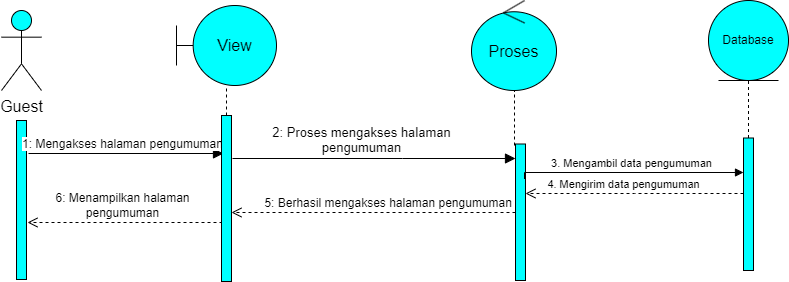 View
Proses
Database
Guest
1: Mengakses halaman pengumuman
2: Proses mengakses halaman
pengumuman
3. Mengambil data pengumuman
4. Mengirim data pengumuman
5: Berhasil mengakses halaman pengumuman
6: Menampilkan halaman
pengumuman